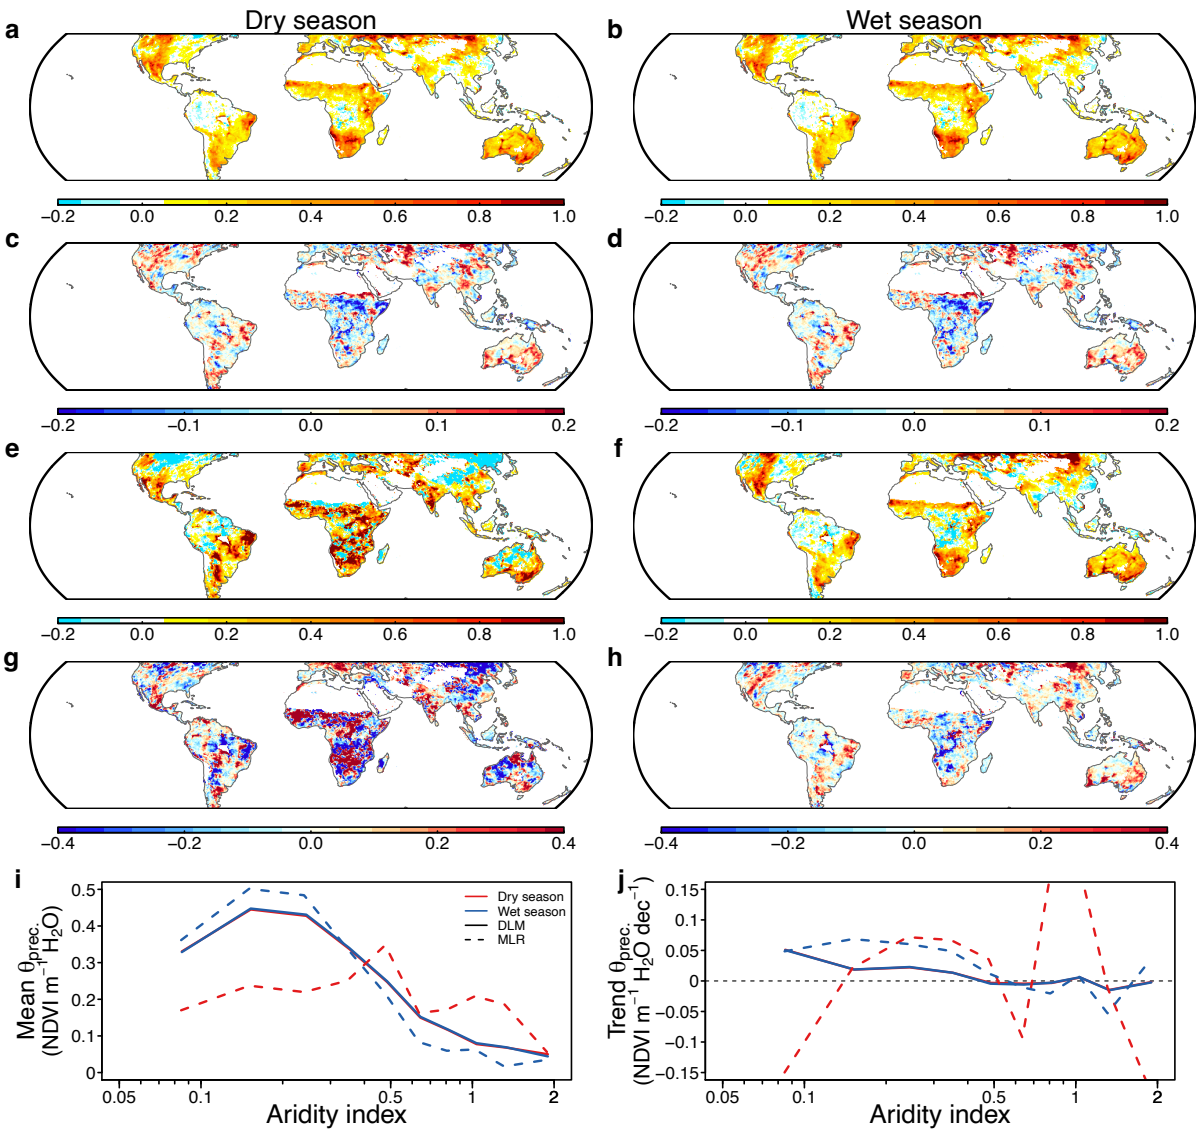 Dry season
Wet season
a
b
−0.2 0.0 0.2 0.4 0.6 0.8 1.0
−0.2 0.0 0.2 0.4 0.6 0.8 1.0
c
d
−0.2 −0.1 0.0 0.1 0.2
−0.2 −0.1 0.0 0.1 0.2
e
f
−0.2 0.0 0.2 0.4 0.6 0.8 1.0
−0.2 0.0 0.2 0.4 0.6 0.8 1.0
g
h
−0.4 −0.2 0.0 0.2 0.4
−0.4 −0.2 0.0 0.2 0.4
i
Mean θprec.
(NDVI m⁻¹ H₂O)
0.5
0.4
0.3
0.2
0.1
0
Dry season
Wet season
DLM
MLR
0.05 0.1 0.5 1 2
Aridity index
j
Trend θprec.
(NDVI m⁻¹ H₂O dec⁻¹)
0.15
0.1
0.05
0
−0.05
−0.1
−0.15
0.05 0.1 0.5 1 2
Aridity index